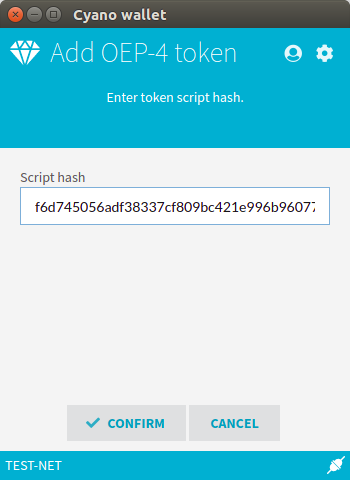 Cyano wallet
Add OEP-4 token
Enter token script hash.
Script hash
f6d745056adf38337cf809bc421e996b96077
CONFIRM
CANCEL
TEST-NET